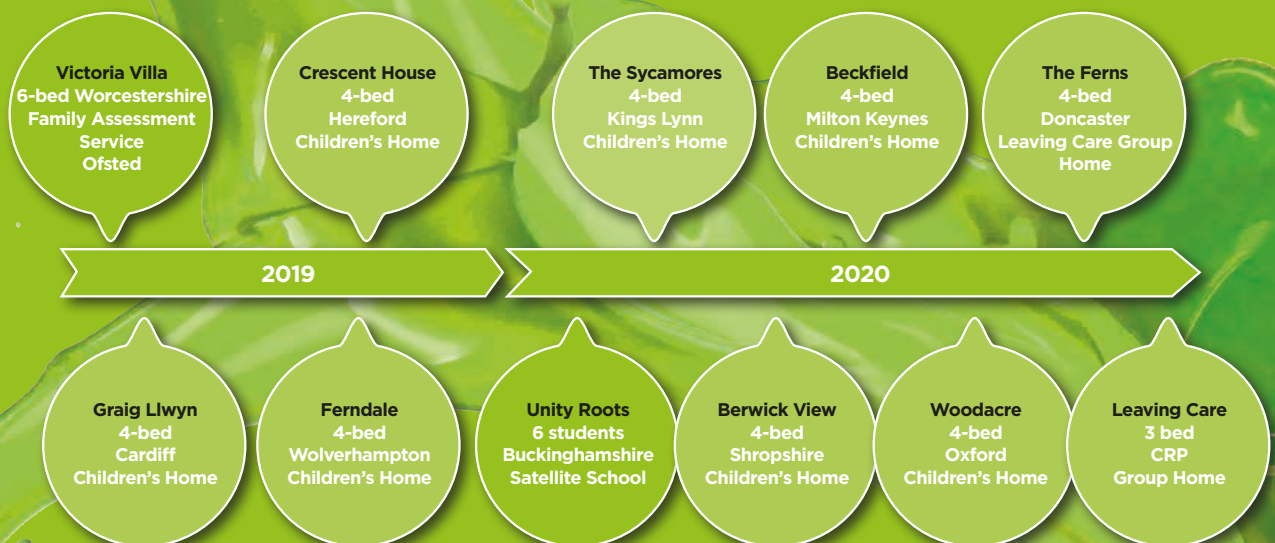 Victoria Villa
6-bed Worcestershire
Family Assessment
Service
Ofsted
Crescent House
4-bed
Hereford
Children's Home
The Sycamores
4-bed
Kings Lynn
Children's Home
Beckfield
4-bed
Milton Keynes
Children's Home
The Ferns
4-bed
Doncaster
Leaving Care Group
Home
2019
2020
Graig Llwyn
4-bed
Cardiff
Children's Home
Ferndale
4-bed
Wolverhampton
Children's Home
Unity Roots
6 students
Buckinghamshire
Satellite School
Berwick View
4-bed
Shropshire
Children's Home
Woodacre
4-bed
Oxford
Children's Home
Leaving Care
3 bed
CRP
Group Home